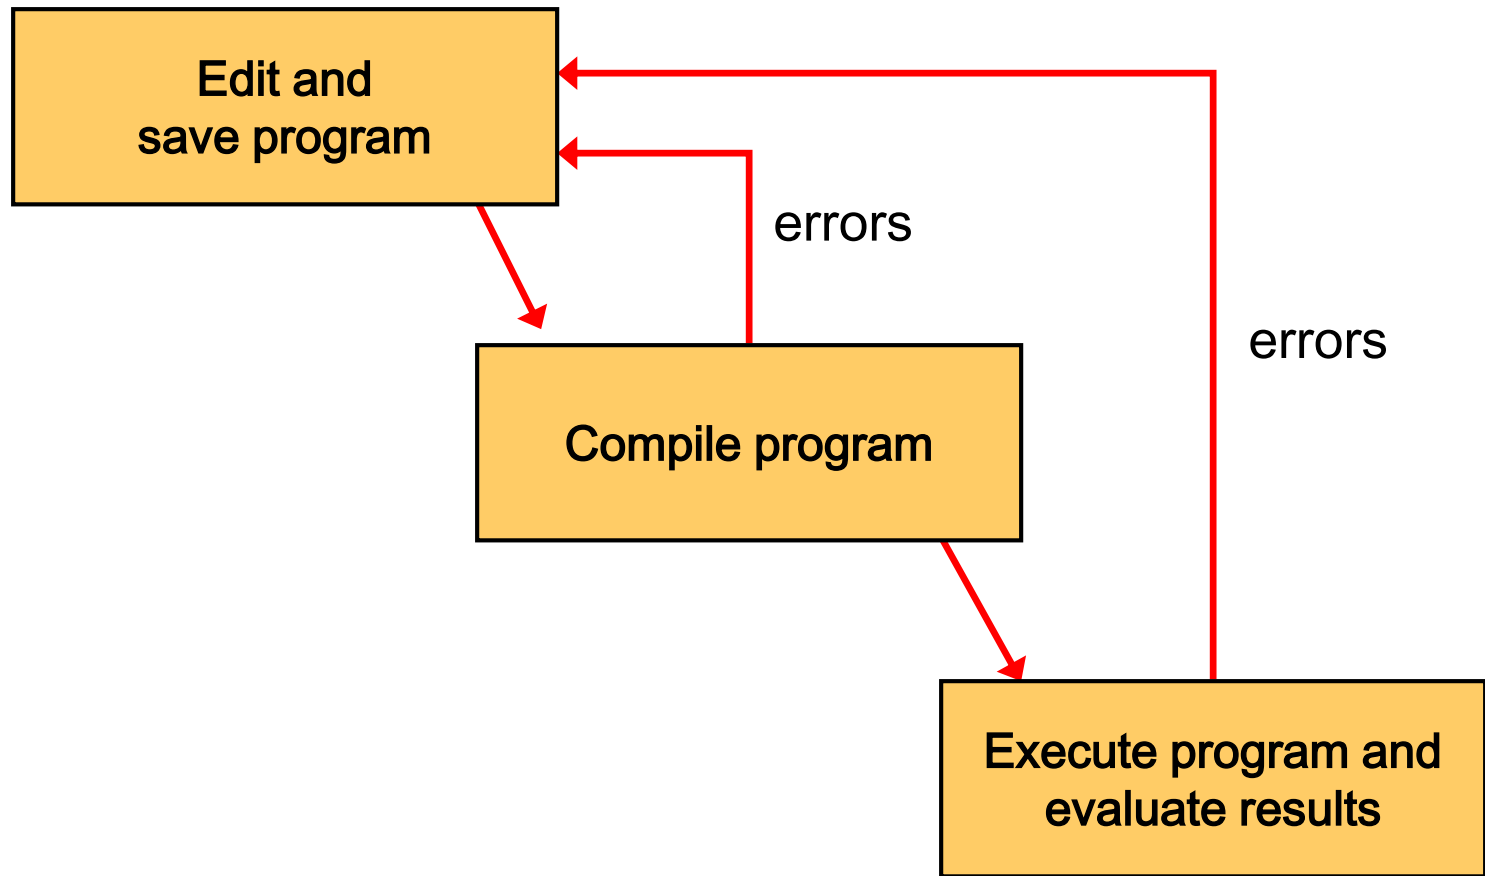 Edit and
save program
errors
errors
Compile program
Execute program and
evaluate results